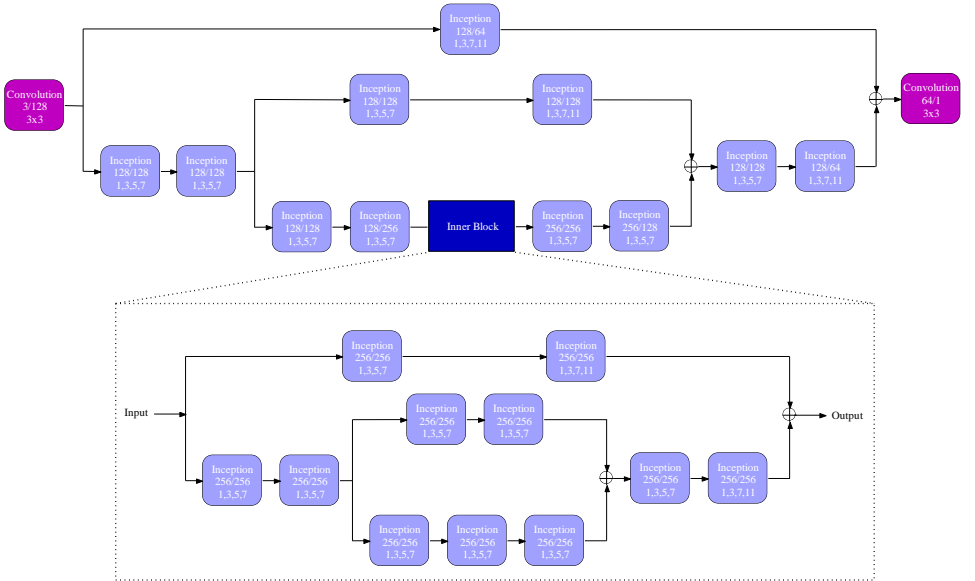 Inception
128/64
1,3,7,11
Convolution
3/128
3x3
Inception
128/128
1,3,5,7
Inception
128/128
1,3,7,11
Convolution
64/1
3x3
Inception
128/128
1,3,5,7
Inception
128/128
1,3,5,7
Inception
128/128
1,3,5,7
Inception
128/64
1,3,7,11
Inception
128/128
1,3,5,7
Inception
128/256
1,3,5,7
Inner Block
Inception
256/256
1,3,5,7
Inception
256/128
1,3,5,7
Inception
256/256
1,3,5,7
Inception
256/256
1,3,7,11
Input
Inception
256/256
1,3,5,7
Inception
256/256
1,3,5,7
Output
Inception
256/256
1,3,5,7
Inception
256/256
1,3,5,7
Inception
256/256
1,3,5,7
Inception
256/256
1,3,7,11
Inception
256/256
1,3,5,7
Inception
256/256
1,3,5,7
Inception
256/256
1,3,5,7